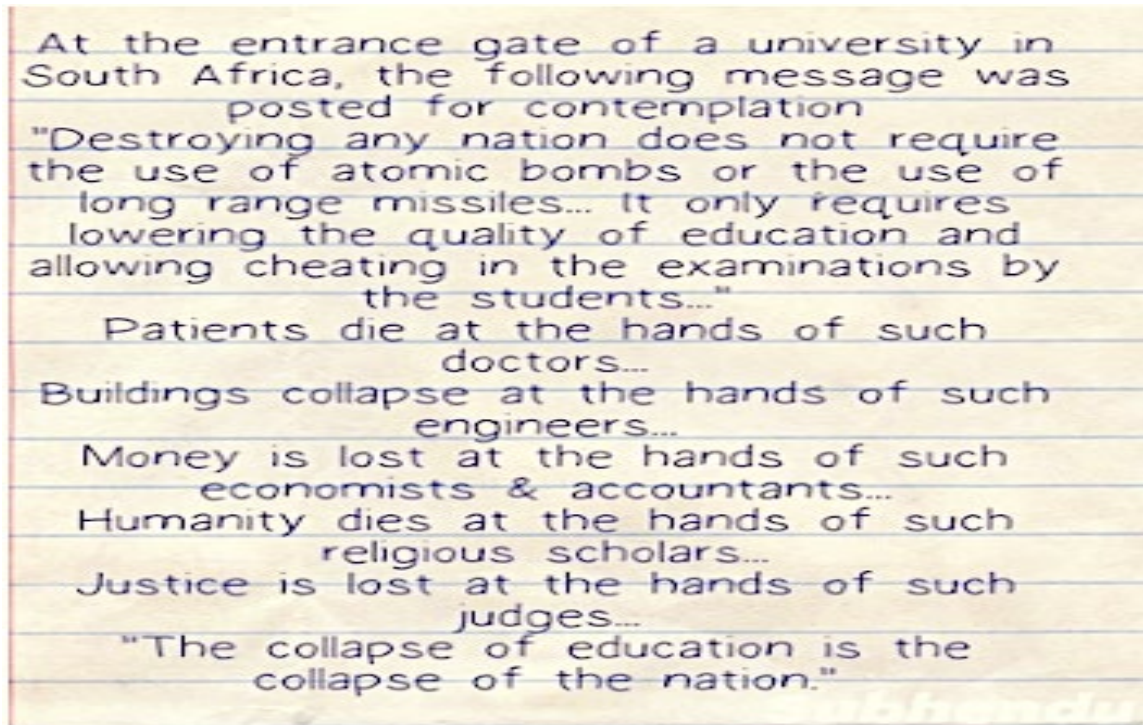 At the entrance gate of a university in
South Africa, the following message was
posted for contemplation
"Destroying any nation does not require
the use of atomic bombs or the use of
long range missiles... It only requires
lowering the quality of education and
allowing cheating in the examinations by
the students..."
Patients die at the hands of such
doctors...
Buildings collapse at the hands of such
engineers...
Money is lost at the hands of such
economists & accountants...
Humanity dies at the hands of such
religious scholars...
Justice is lost at the hands of such
judges...
"The collapse of education is the
collapse of the nation."